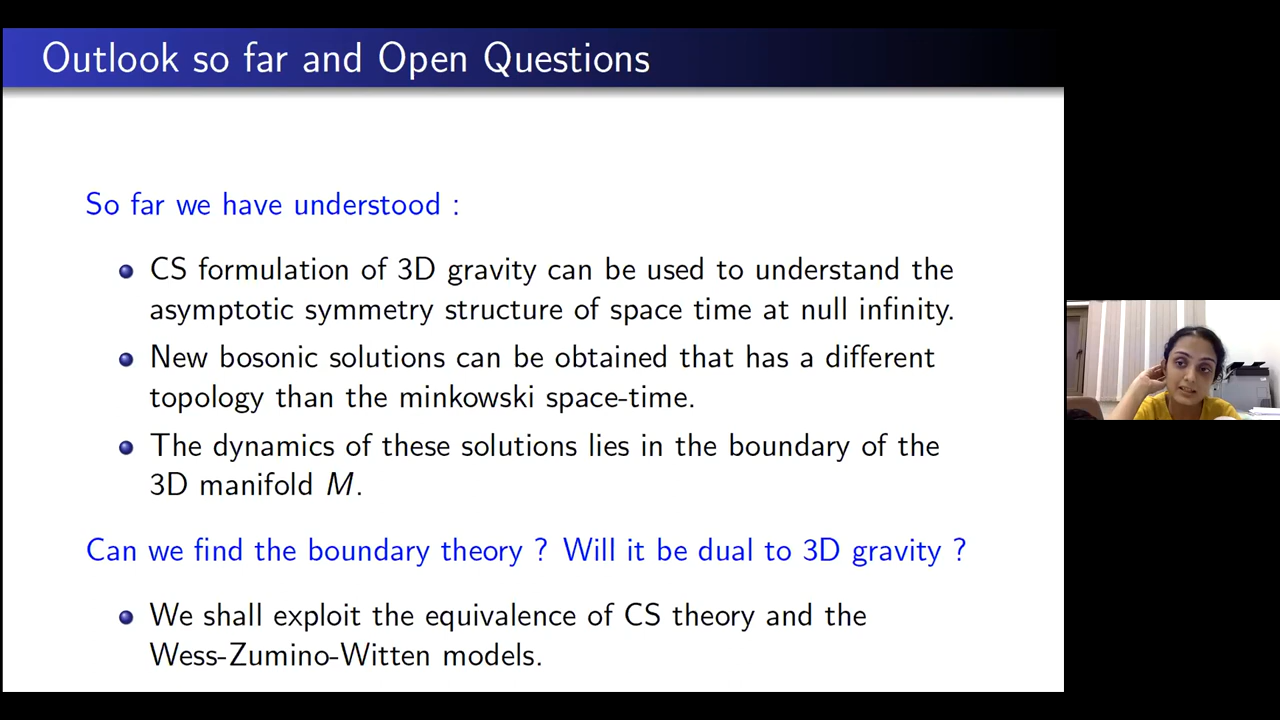 Outlook so far and Open Questions
So far we have understood :
CS formulation of 3D gravity can be used to understand the
asymptotic symmetry structure of space time at null infinity.
New bosonic solutions can be obtained that has a different
topology than the minkowski space-time.
The dynamics of these solutions lies in the boundary of the
3D manifold M.
Can we find the boundary theory ? Will it be dual to 3D gravity ?
We shall exploit the equivalence of CS theory and the
Wess-Zumino-Witten models.